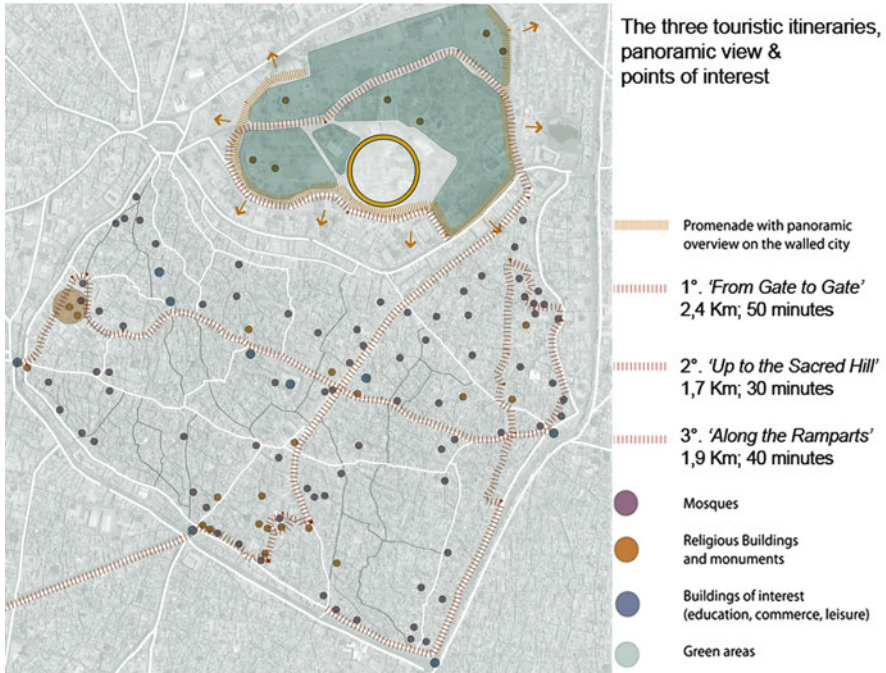 The three touristic itineraries,
panoramic view &
points of interest
Promenade with panoramic
overview on the walled city
1°. ‘From Gate to Gate’
2,4 Km; 50 minutes
2°. ‘Up to the Sacred Hill’
1,7 Km; 30 minutes
3°. ‘Along the Ramparts’
1,9 Km; 40 minutes
Mosques
Religious Buildings
and monuments
Buildings of interest
(education, commerce, leisure)
Green areas